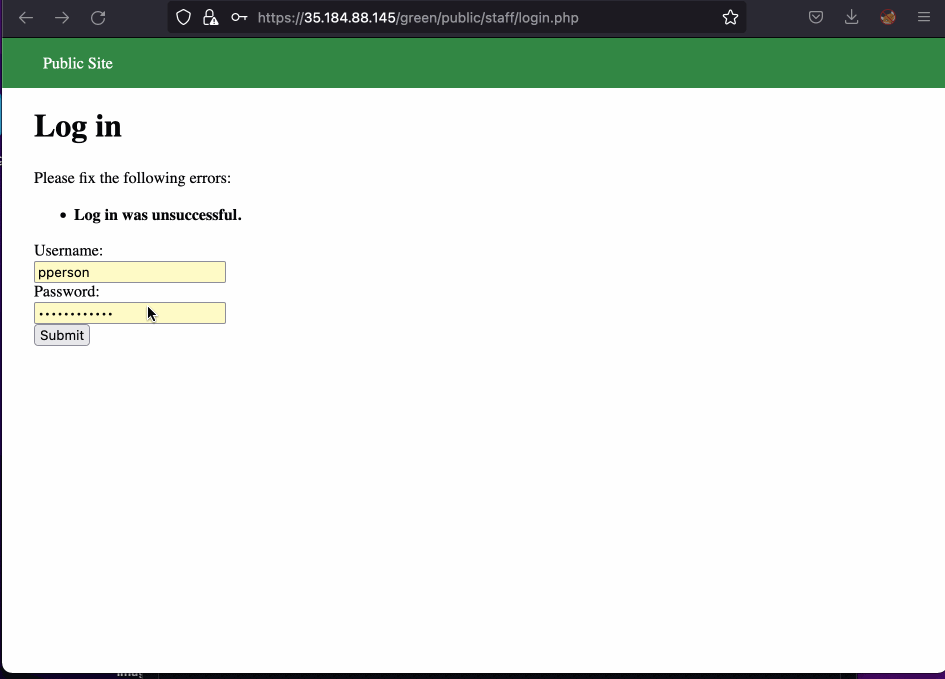 https://35.184.88.145/green/public/staff/login.php
Public Site
Log in
Please fix the following errors:
• Log in was unsuccessful.
Username:
pperson
Password:
••••••••••••
Submit